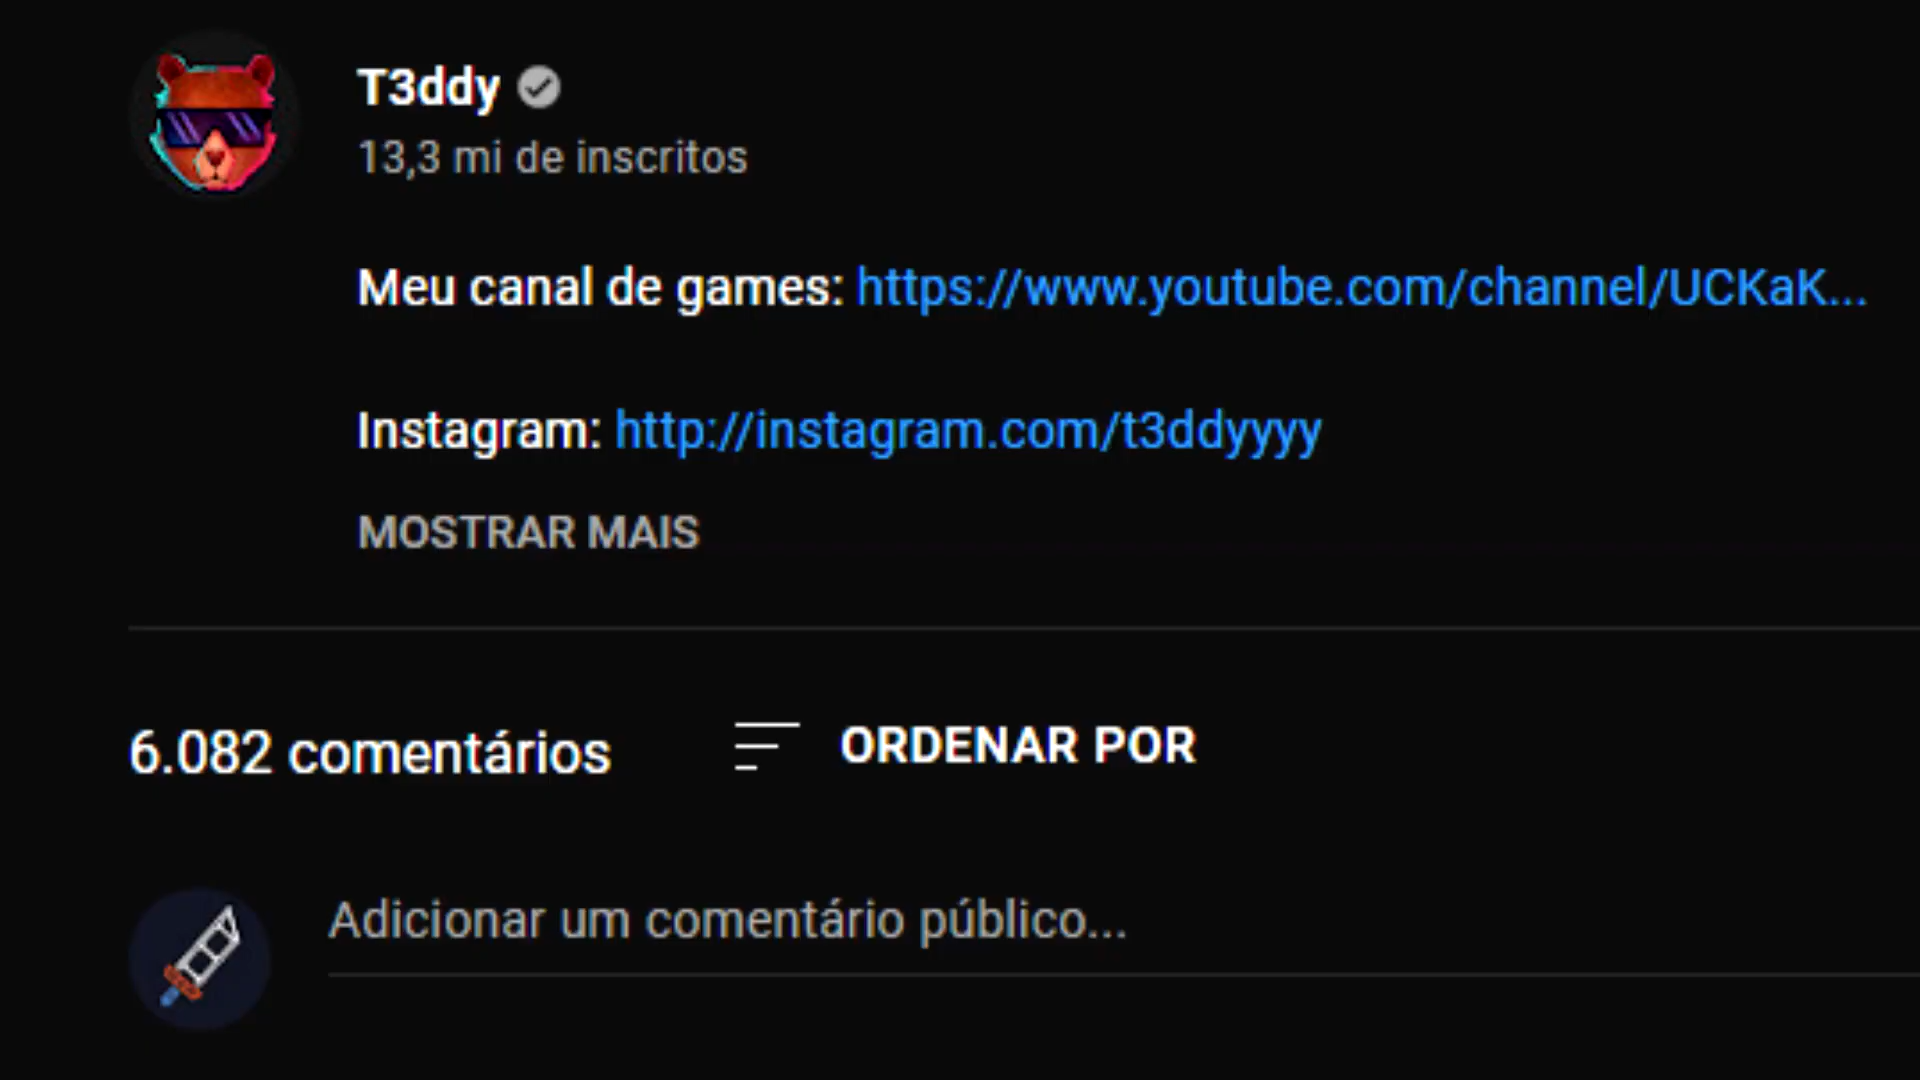 T3ddy
13,3 mi de inscritos
Meu canal de games: https://www.youtube.com/channel/UCKaK...
Instagram: http://instagram.com/t3ddyyyy
MOSTRAR MAIS
6.082 comentários
ORDENAR POR
Adicionar um comentário público...